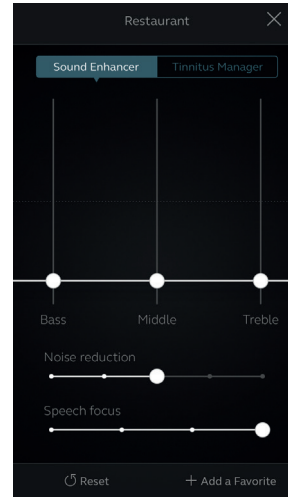 Restaurant
Sound Enhancer Tinnitus Manager
Bass Middle Treble
Noise reduction
Speech focus
Reset + Add a Favorite